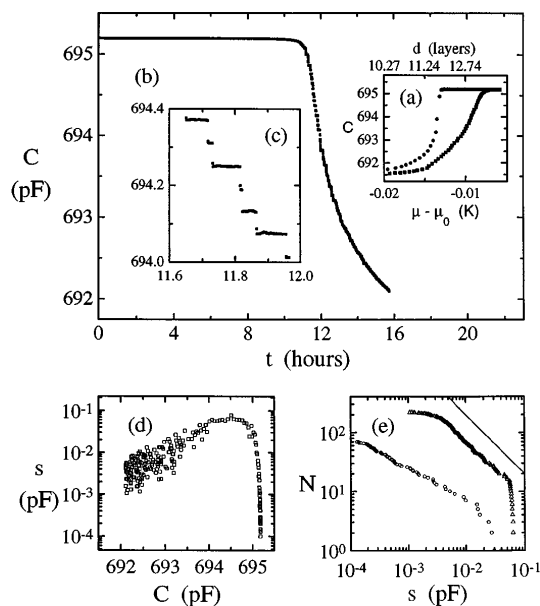 d (layers)
10.27 11.24 12.74
695
(b)
(a)
695
694
693
692
C
694.4
(c)
694
-0.02 -0.01
C
(pF)
694.2
μ - μ₀ (K)
693
694.0
11.6 11.8 12.0
692
0 4 8 12 16 20
t (hours)
10⁻¹
10⁻²
10⁻³
10⁻⁴
(d)
s
(pF)
692 693 694 695
C (pF)
10²
10¹
10⁰
(e)
N
10⁻⁴ 10⁻³ 10⁻² 10⁻¹
s (pF)